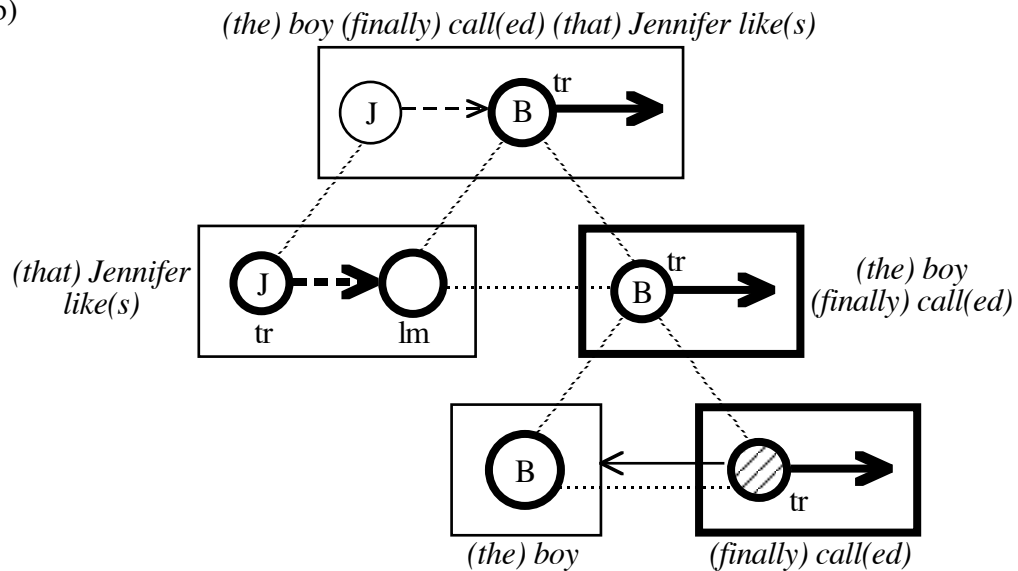 b)
(the) boy (finally) call(ed) (that) Jennifer like(s)
J
B
tr
(that) Jennifer
like(s)
J
tr
lm
B
tr
(the) boy
(finally) call(ed)
B
tr
(the) boy
(finally) call(ed)